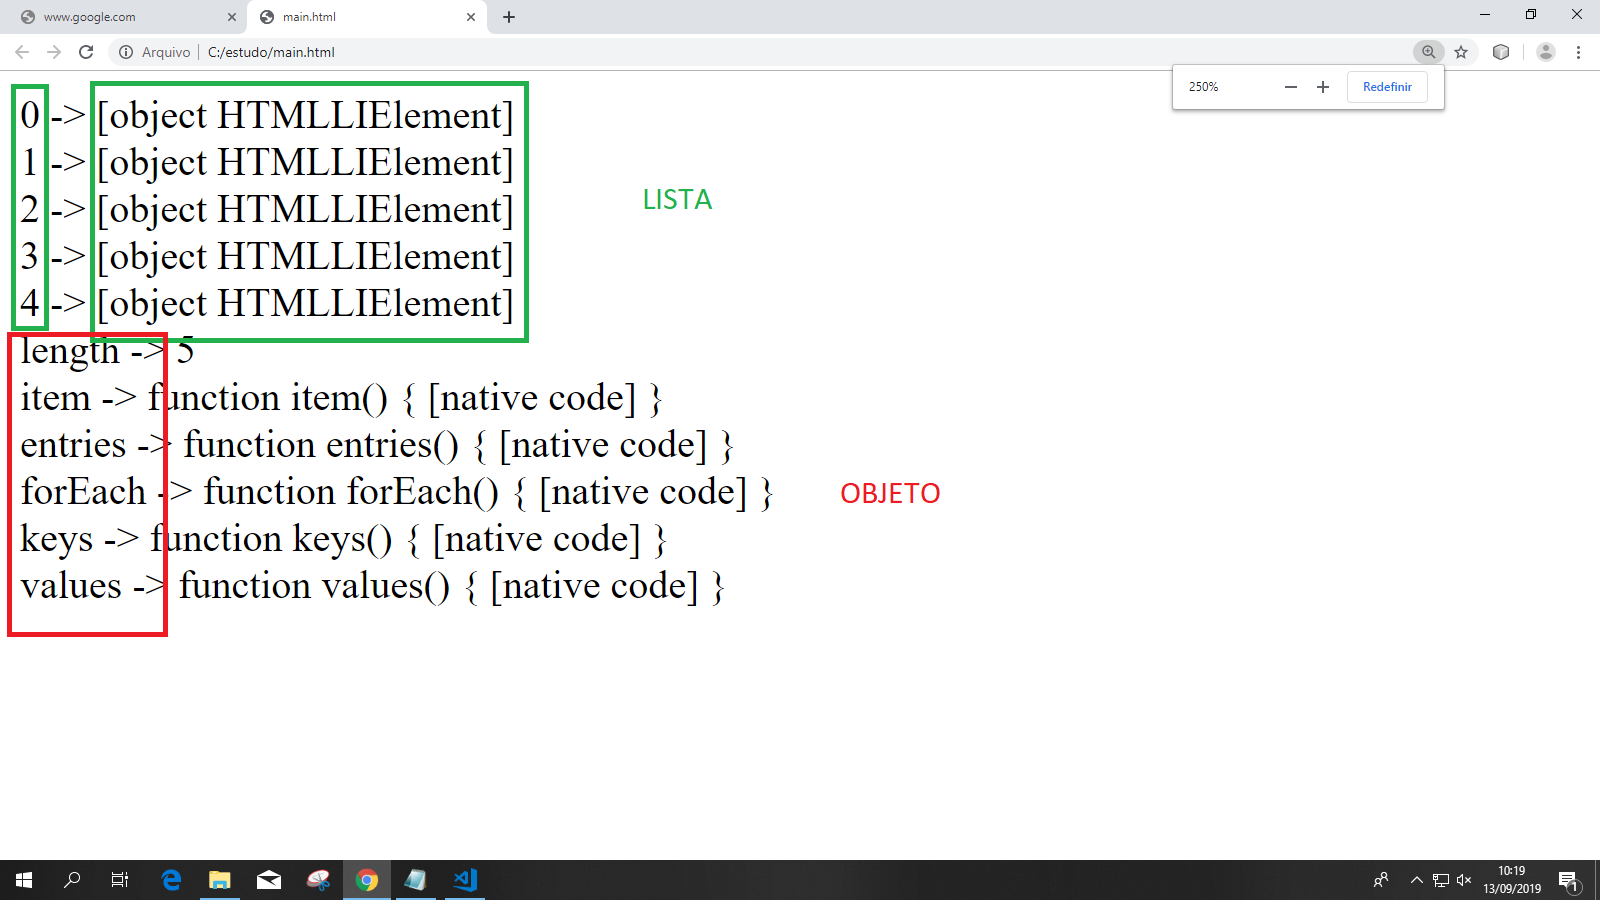 www.google.com
main.html
Arquivo
C:/estudo/main.html
250%
Redefinir
0 -> [object HTMLLIElement]
1 -> [object HTMLLIElement]
2 -> [object HTMLLIElement]
3 -> [object HTMLLIElement]
4 -> [object HTMLLIElement]
LISTA
length -> 5
item -> function item() { [native code] }
entries -> function entries() { [native code] }
forEach -> function forEach() { [native code] }
keys -> function keys() { [native code] }
values -> function values() { [native code] }
OBJETO
10:19
13/09/2019
1